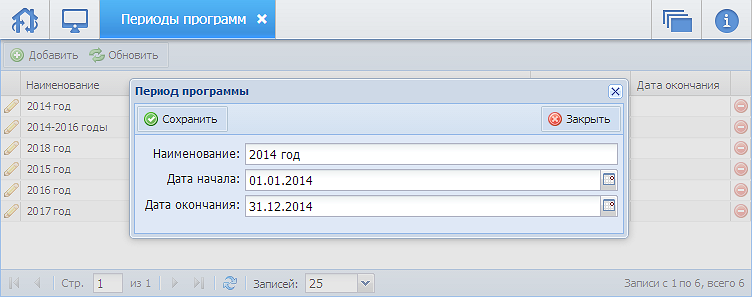 Периоды программ
Добавить Обновить
Наименование Дата окончания
2014 год
2014-2016 годы
2018 год
2015 год
2016 год
2017 год
Период программы
Сохранить Закрыть
Наименование: 2014 год
Дата начала: 01.01.2014
Дата окончания: 31.12.2014
Стр. 1 из 1 Записей: 25 Записи с 1 по 6, всего 6